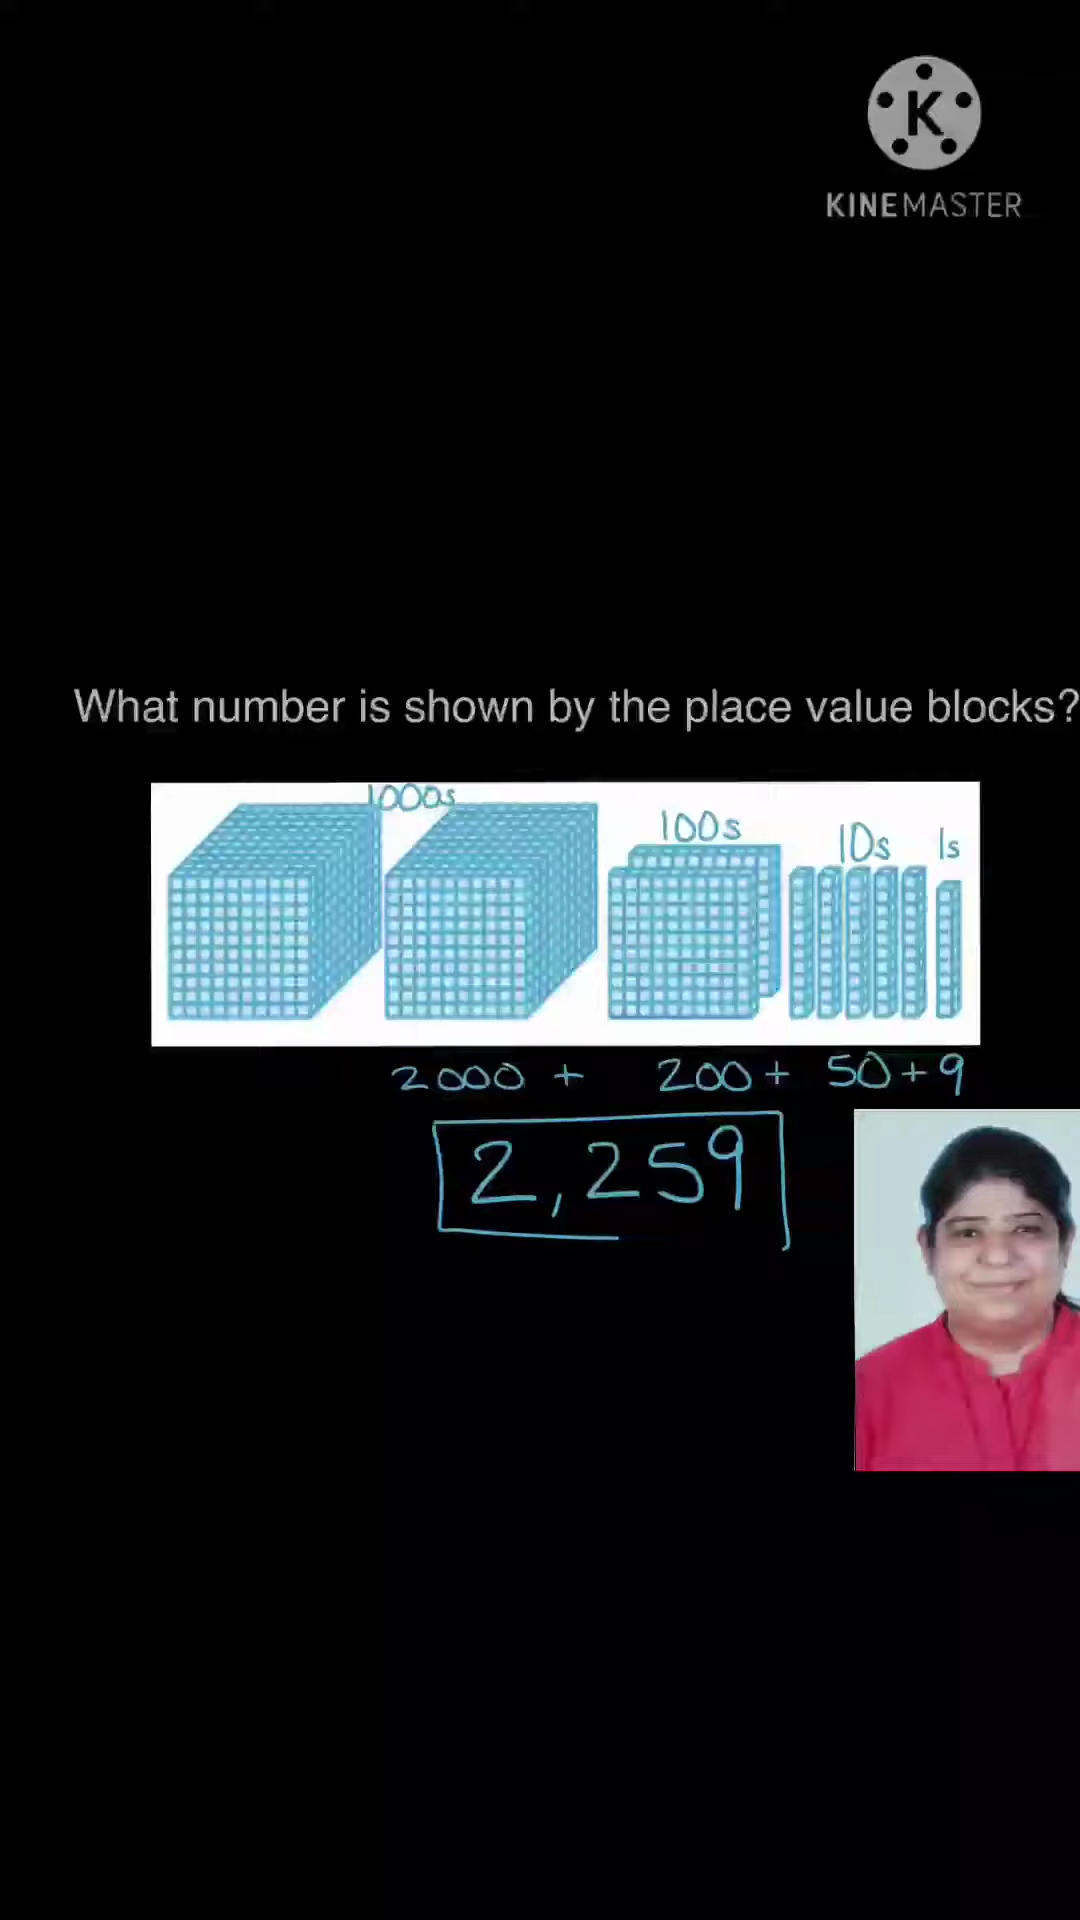 K
KINEMASTER
What number is shown by the place value blocks?
1000s
100s
10s
1s
2000 + 200 + 50 + 9
2,259